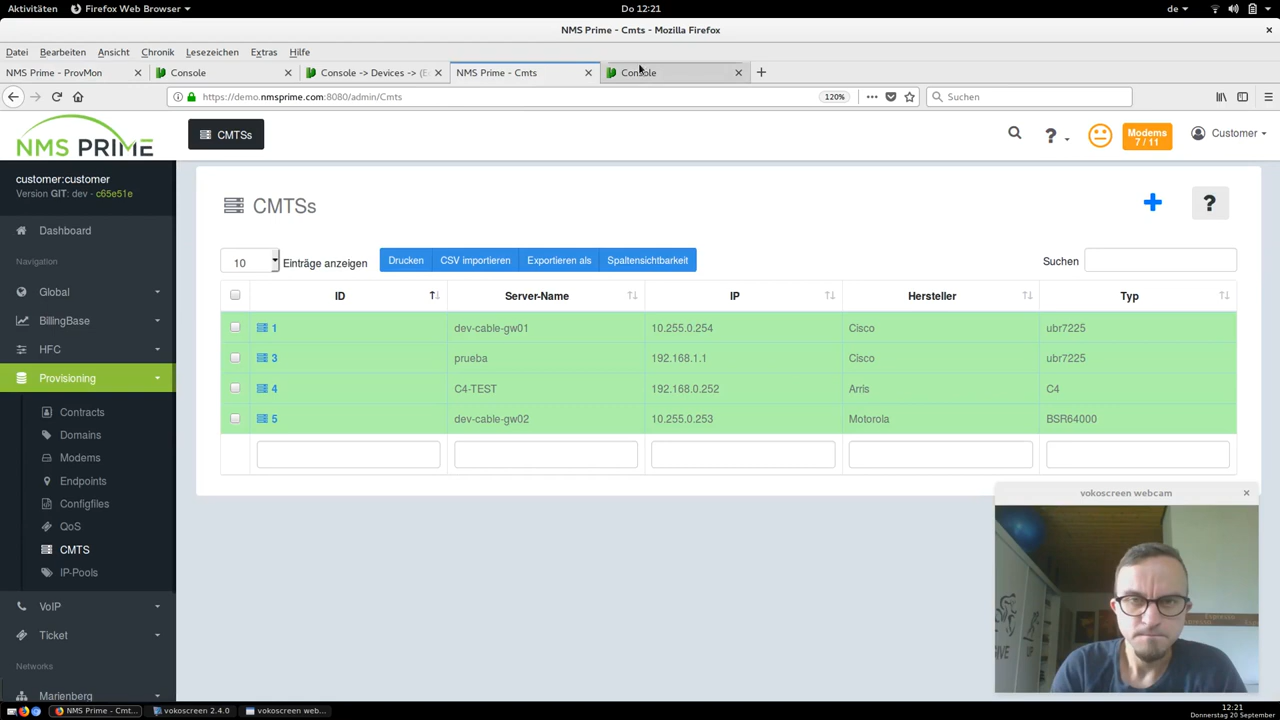 Aktivitäten Firefox Web Browser Do 12:21 de
NMS Prime - Cmts - Mozilla Firefox
Datei Bearbeiten Ansicht Chronik Lesezeichen Extras Hilfe
NMS Prime - ProvMon Console Console -> Devices -> (E NMS Prime - Cmts Console
https://demo.nmsprime.com:8080/admin/Cmts 120% Suchen
NMS PRIME CMTSs ? Modems 7 / 11 Customer
customer:customer
Version GIT: dev - c65e51e
CMTSs ?
Dashboard
Navigation
10 Einträge anzeigen Drucken CSV importieren Exportieren als Spaltensichtbarkeit Suchen
Global
ID Server-Name IP Hersteller Typ
BillingBase
1 dev-cable-gw01 10.255.0.254 Cisco ubr7225
HFC
3 prueba 192.168.1.1 Cisco ubr7225
Provisioning
4 C4-TEST 192.168.0.252 Arris C4
Contracts
5 dev-cable-gw02 10.255.0.253 Motorola BSR64000
Domains
Modems
Endpoints
vokoscreen webcam
Configfiles
QoS
CMTS
IP-Pools
VoIP
Ticket
Networks
Marienberg
NMS Prime - Cmt... vokoscreen 2.4.0 vokoscreen web... 12:21
Donnerstag 20 September